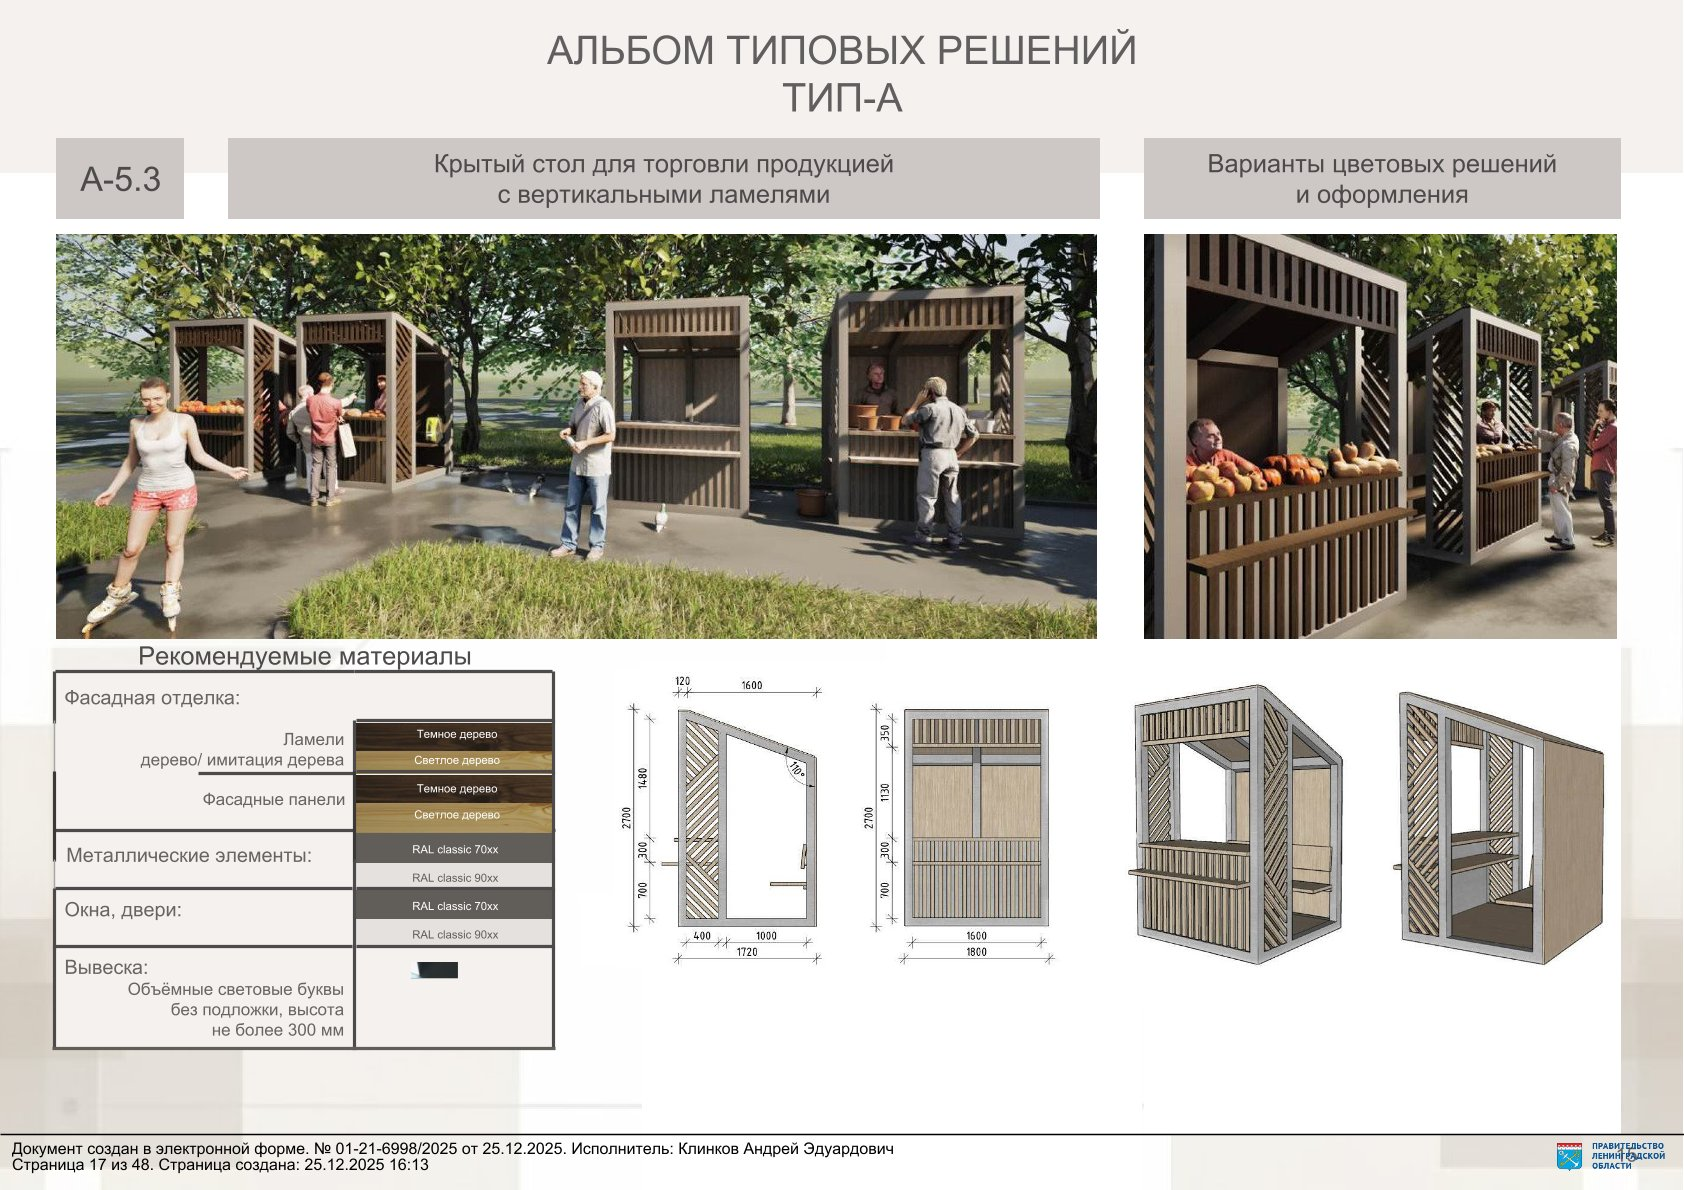 АЛЬБОМ ТИПОВЫХ РЕШЕНИЙ
ТИП-А
А-5.3
Крытый стол для торговли продукцией
с вертикальными ламелями
Варианты цветовых решений
и оформления
Рекомендуемые материалы
Фасадная отделка:
Ламели
дерево/ имитация дерева
Темное дерево
Светлое дерево
Фасадные панели
Темное дерево
Светлое дерево
Металлические элементы:
RAL classic 70xx
RAL classic 90xx
Окна, двери:
RAL classic 70xx
RAL classic 90xx
Вывеска:
Объёмные световые буквы
без подложки, высота
не более 300 мм
120
1600
2700
1480
300
700
110°
400
1000
1720
2700
350
1130
300
700
1600
1800
Документ создан в электронной форме. № 01-21-6998/2025 от 25.12.2025. Исполнитель: Клинков Андрей Эдуардович
Страница 17 из 48. Страница создана: 25.12.2025 16:13
ПРАВИТЕЛЬСТВО
ЛЕНИНГРАДСКОЙ
ОБЛАСТИ
15